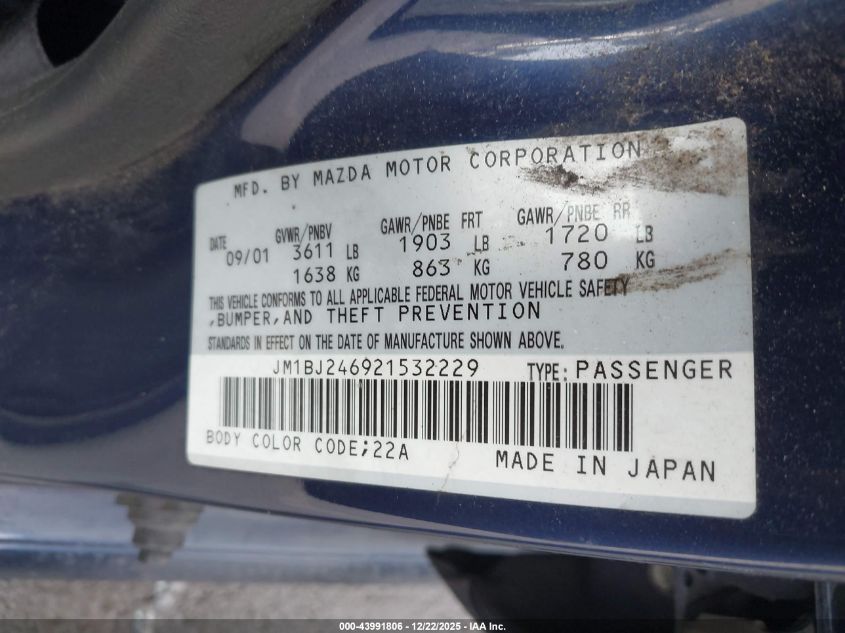 MFD. BY MAZDA MOTOR CORPORATION
DATE GVWR/PNBV GAWR/PNBE FRT GAWR/PNBE RR
09/01 3611 LB 1903 LB 1720 LB
1638 KG 863 KG 780 KG
THIS VEHICLE CONFORMS TO ALL APPLICABLE FEDERAL MOTOR VEHICLE SAFETY
,BUMPER,AND THEFT PREVENTION
STANDARDS IN EFFECT ON THE DATE OF MANUFACTURE SHOWN ABOVE.
JM1BJ246921532229 TYPE:PASSENGER
BODY COLOR CODE;22A
MADE IN JAPAN
000-43991806 - 12/22/2025 - IAA Inc.